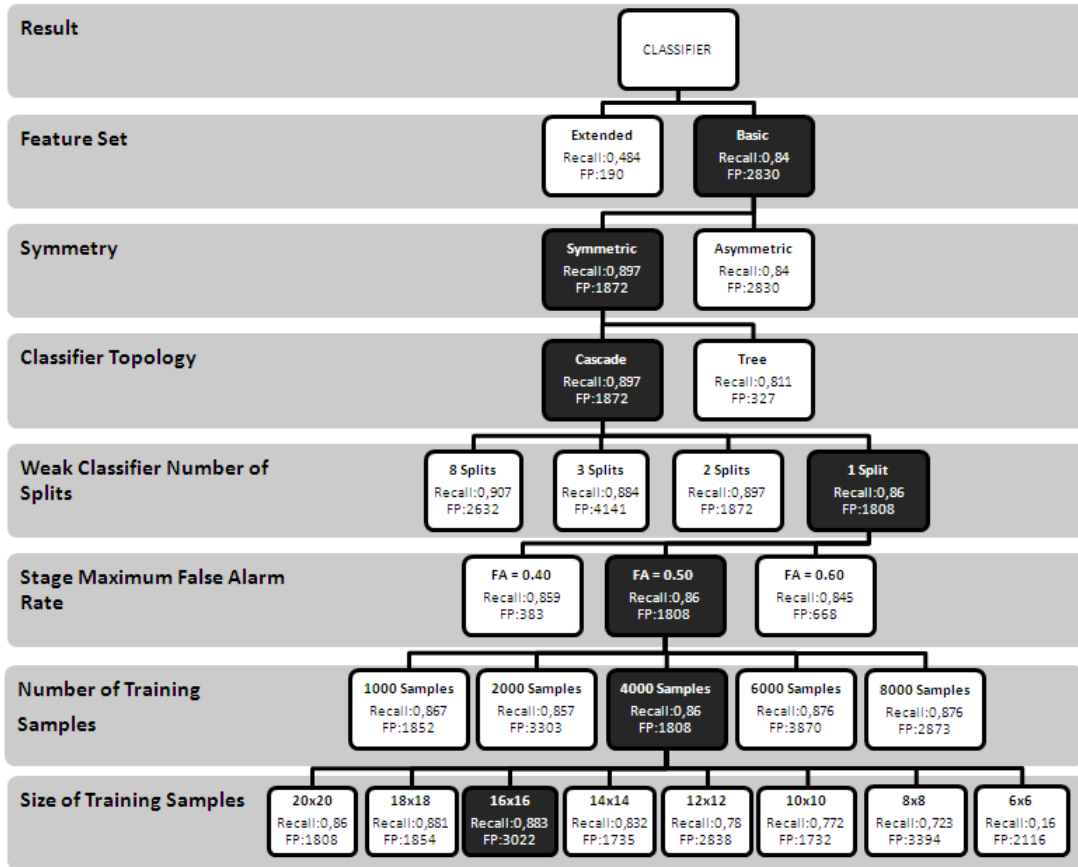 Result
CLASSIFIER
Feature Set
Extended
Recall:0,484
FP:190
Basic
Recall:0,84
FP:2830
Symmetry
Symmetric
Recall:0,897
FP:1872
Asymmetric
Recall:0,84
FP:2830
Classifier Topology
Cascade
Recall:0,897
FP:1872
Tree
Recall:0,811
FP:327
Weak Classifier Number of
Splits
8 Splits
Recall:0,907
FP:2632
3 Splits
Recall:0,884
FP:4141
2 Splits
Recall:0,897
FP:1872
1 Split
Recall:0,86
FP:1808
Stage Maximum False Alarm
Rate
FA = 0.40
Recall:0,859
FP:383
FA = 0.50
Recall:0,86
FP:1808
FA = 0.60
Recall:0,845
FP:668
Number of Training
Samples
1000 Samples
Recall:0,867
FP:1852
2000 Samples
Recall:0,857
FP:3303
4000 Samples
Recall:0,86
FP:1808
6000 Samples
Recall:0,876
FP:3870
8000 Samples
Recall:0,876
FP:2873
Size of Training Samples
20x20
Recall:0,86
FP:1808
18x18
Recall:0,881
FP:1854
16x16
Recall:0,883
FP:3022
14x14
Recall:0,832
FP:1735
12x12
Recall:0,78
FP:2838
10x10
Recall:0,772
FP:1732
8x8
Recall:0,723
FP:3394
6x6
Recall:0,16
FP:2116